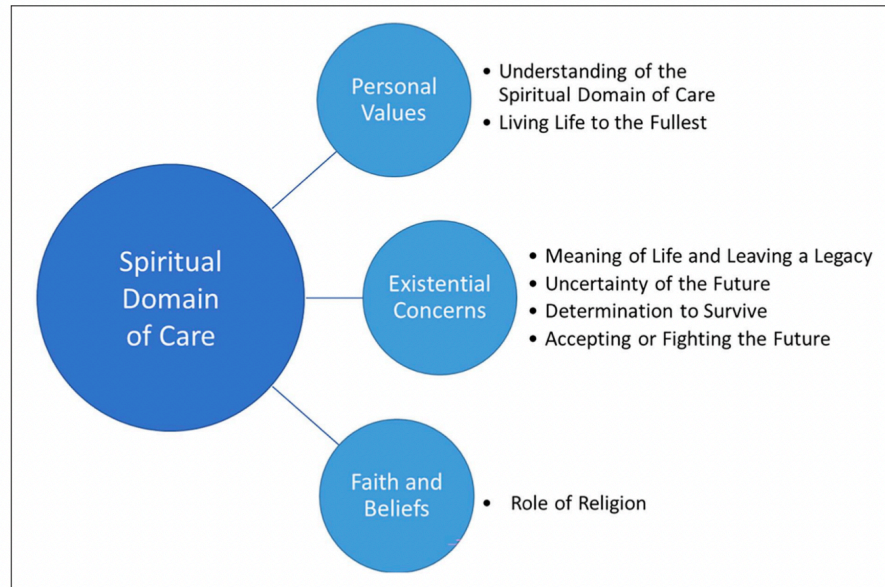 Personal
Values
• Understanding of the
Spiritual Domain of Care
• Living Life to the Fullest
Spiritual
Domain
of Care
Existential
Concerns
• Meaning of Life and Leaving a Legacy
• Uncertainty of the Future
• Determination to Survive
• Accepting or Fighting the Future
Faith and
Beliefs
• Role of Religion